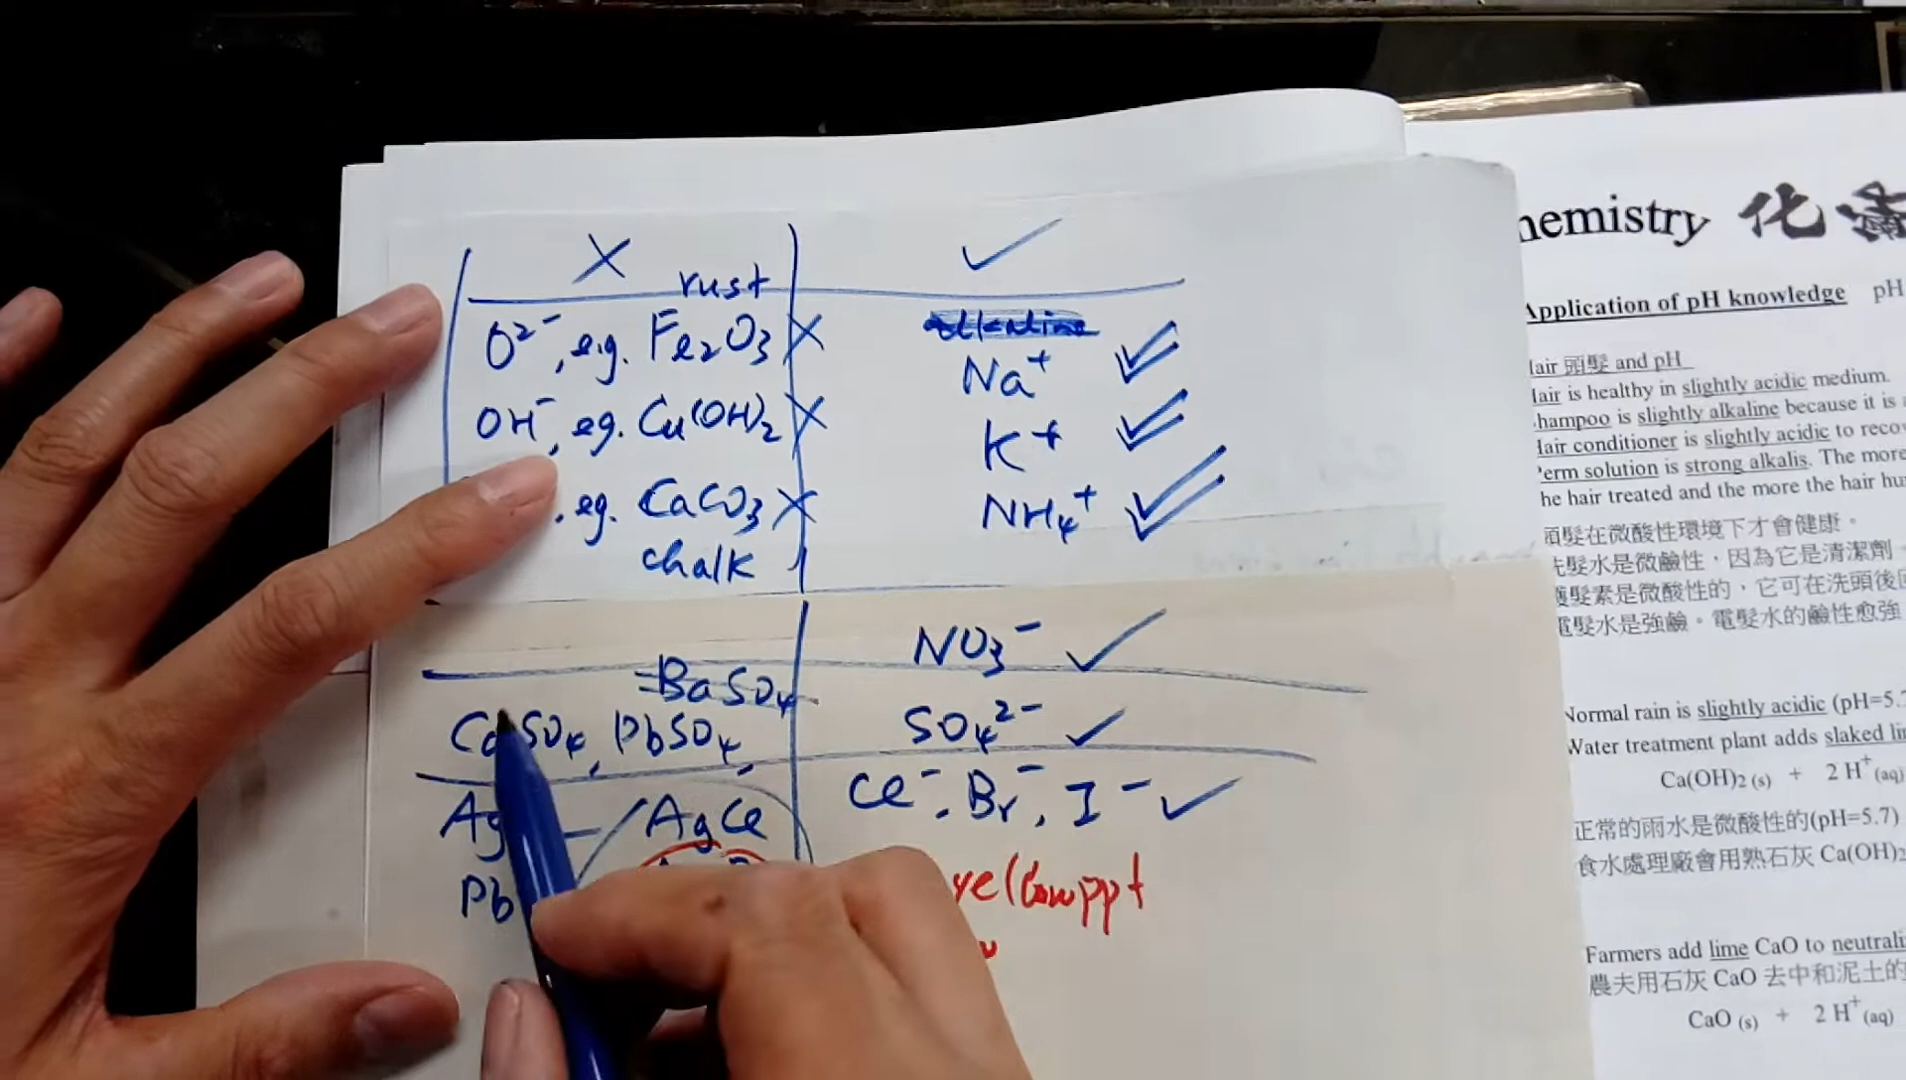 X ✓
rust
O²⁻, e.g. Fe₂O₃ X
Na⁺ ✓✓
OH⁻, eg. Cu(OH)₂ X
K⁺ ✓✓
, eg. CaCO₃ X
NH₄⁺ ✓✓
chalk
NO₃⁻ ✓
BaSO₄
CaSO₄, PbSO₄,
SO₄²⁻ ✓
Cl⁻, Br⁻, I⁻ ✓
Ag AgCl
Pb
yellow ppt
hemistry 化
Application of pH knowledge pH
Hair 頭髮 and pH
Hair is healthy in slightly acidic medium.
hampoo is slightly alkaline because it is
Hair conditioner is slightly acidic to reco
Perm solution is strong alkalis. The more
he hair treated and the more the hair
頭髮在微酸性環境下才會健康。
洗髮水是微鹼性，因為它是清潔劑
護髮素是微酸性的，它可在洗頭後
電髮水是強鹼。電髮水的鹼性愈強
Normal rain is slightly acidic (pH=5.7
Water treatment plant adds slaked
Ca(OH)₂ (s) + 2 H⁺ (aq)
正常的雨水是微酸性的(pH=5.7)
食水處理廠會用熟石灰 Ca(OH)₂
Farmers add lime CaO to neutrali
農夫用石灰 CaO 去中和泥土的
CaO (s) + 2 H⁺ (aq)